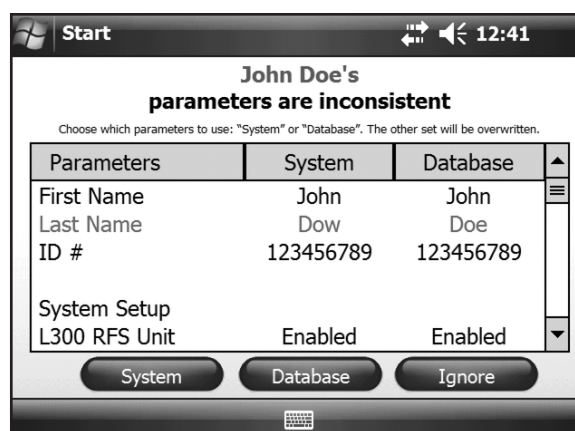 Start 12:41
John Doe's
parameters are inconsistent
Choose which parameters to use: "System" or "Database". The other set will be overwritten.
Parameters System Database
First Name John John
Last Name Dow Doe
ID # 123456789 123456789
System Setup
L300 RFS Unit Enabled Enabled
System Database Ignore